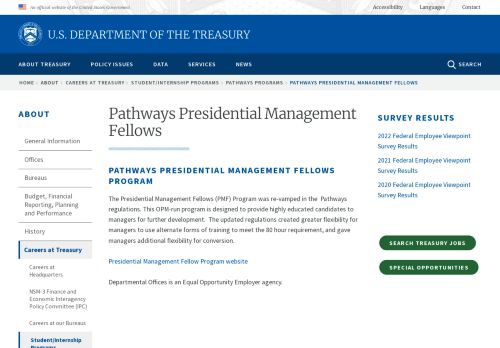 An official website of the United States Government
Accessibility
Languages
Contact
U.S. DEPARTMENT OF THE TREASURY
ABOUT TREASURY
POLICY ISSUES
DATA
SERVICES
NEWS
SEARCH
HOME › ABOUT › CAREERS AT TREASURY › STUDENT/INTERNSHIP PROGRAMS › PATHWAYS PROGRAMS › PATHWAYS PRESIDENTIAL MANAGEMENT FELLOWS
ABOUT
General Information
Offices
Bureaus
Budget, Financial
Reporting, Planning
and Performance
History
Careers at Treasury
Careers at
Headquarters
NSM-3 Finance and
Economic Interagency
Policy Committee (IPC)
Careers at our Bureaus
Student/Internship
Programs
Pathways Presidential Management
Fellows
PATHWAYS PRESIDENTIAL MANAGEMENT FELLOWS
PROGRAM
The Presidential Management Fellows (PMF) Program was re-vamped in the Pathways
regulations. This OPM-run program is designed to provide highly educated candidates to
managers for further development. The updated regulations created greater flexibility for
managers to use alternate forms of training to meet the 80 hour requirement, and gave
managers additional flexibility for conversion.
Presidential Management Fellow Program website
Departmental Offices is an Equal Opportunity Employer agency.
SURVEY RESULTS
2022 Federal Employee Viewpoint
Survey Results
2021 Federal Employee Viewpoint
Survey Results
2020 Federal Employee Viewpoint
Survey Results
SEARCH TREASURY JOBS
SPECIAL OPPORTUNITIES